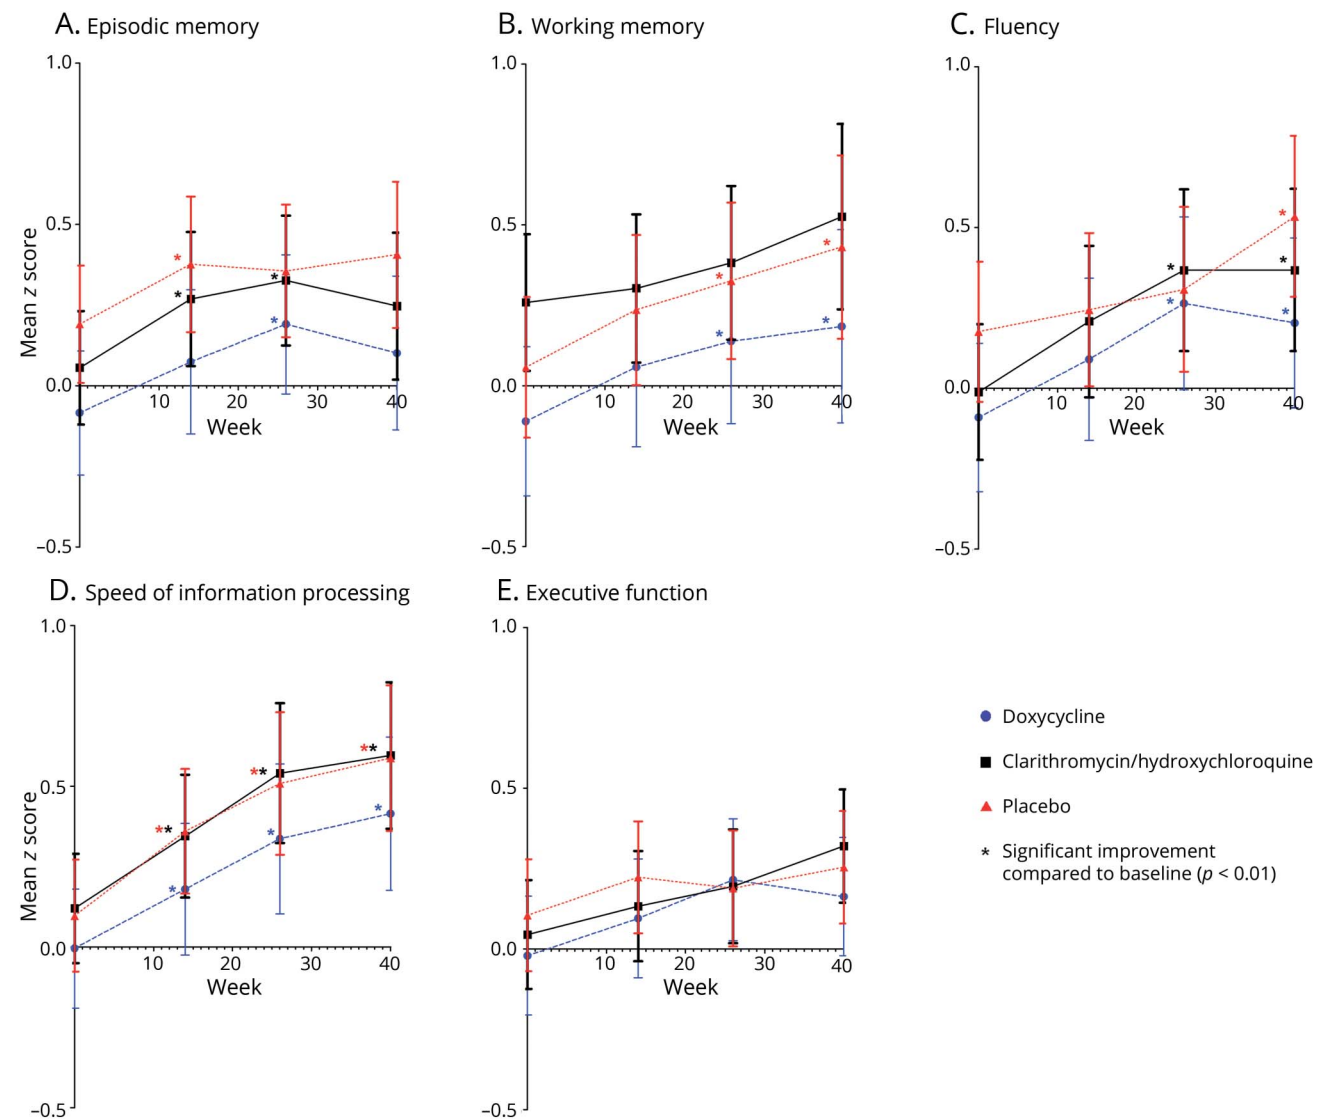 A. Episodic memory
1.0
0.5
0.0
–0.5
Mean z score
10 20 30 40
Week
* * * *
B. Working memory
1.0
0.5
0.0
–0.5
10 20 30 40
Week
* * * *
C. Fluency
1.0
0.5
0.0
–0.5
10 20 30 40
Week
* * * * *
D. Speed of information processing
1.0
0.5
0.0
–0.5
Mean z score
10 20 30 40
Week
** * ** * ** *
E. Executive function
1.0
0.5
0.0
–0.5
10 20 30 40
Week
Doxycycline
Clarithromycin/hydroxychloroquine
Placebo
* Significant improvement
compared to baseline (p < 0.01)